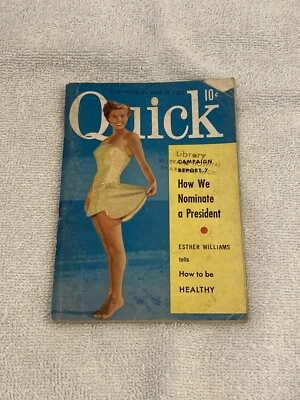 Quick
10¢
Library
CAMPAIGN
REPORT.7
How We
Nominate
a President
ESTHER WILLIAMS
tells
How to be
HEALTHY